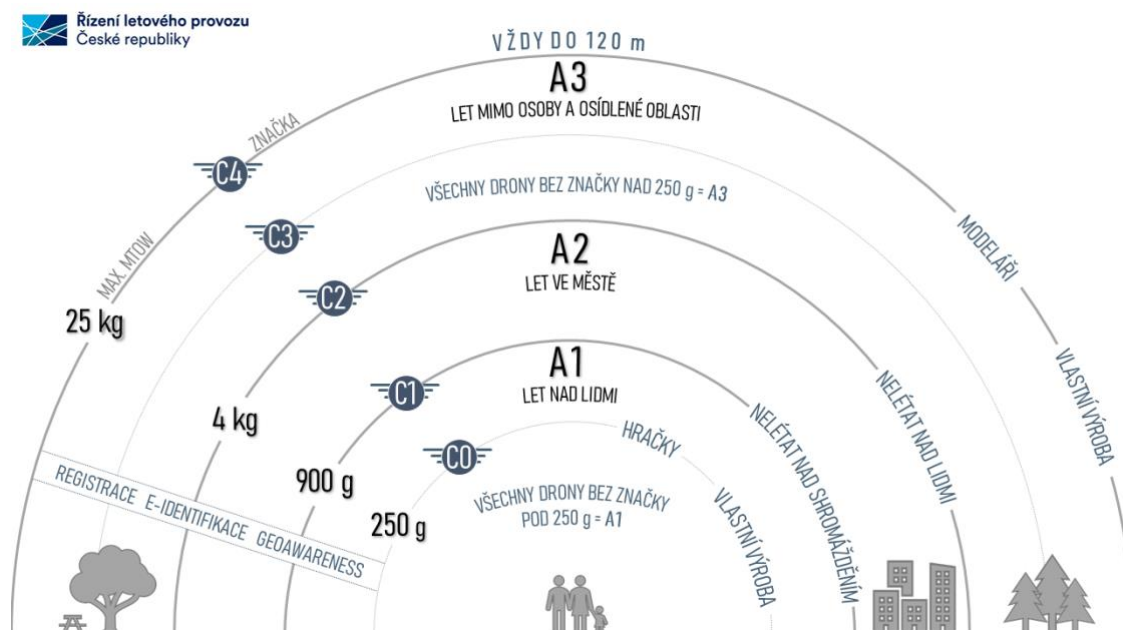 Řízení letového provozu
České republiky
VŽDY DO 120 m
A3
LET MIMO OSOBY A OSÍDLENÉ OBLASTI
ZNAČKA
C4
VŠECHNY DRONY BEZ ZNAČKY NAD 250 g = A3
C3
MAX. MTOW
25 kg
MODELÁŘI
A2
LET VE MĚSTĚ
C2
VLASTNÍ VÝROBA
A1
LET NAD LIDMI
C1
4 kg
NELÉTAT NAD LIDMI
HRAČKY
C0
NELÉTAT NAD SHROMÁŽDĚNÍM
900 g
250 g
VŠECHNY DRONY BEZ ZNAČKY
POD 250 g = A1
VLASTNÍ VÝROBA
REGISTRACE E-IDENTIFIKACE GEOAWARENESS